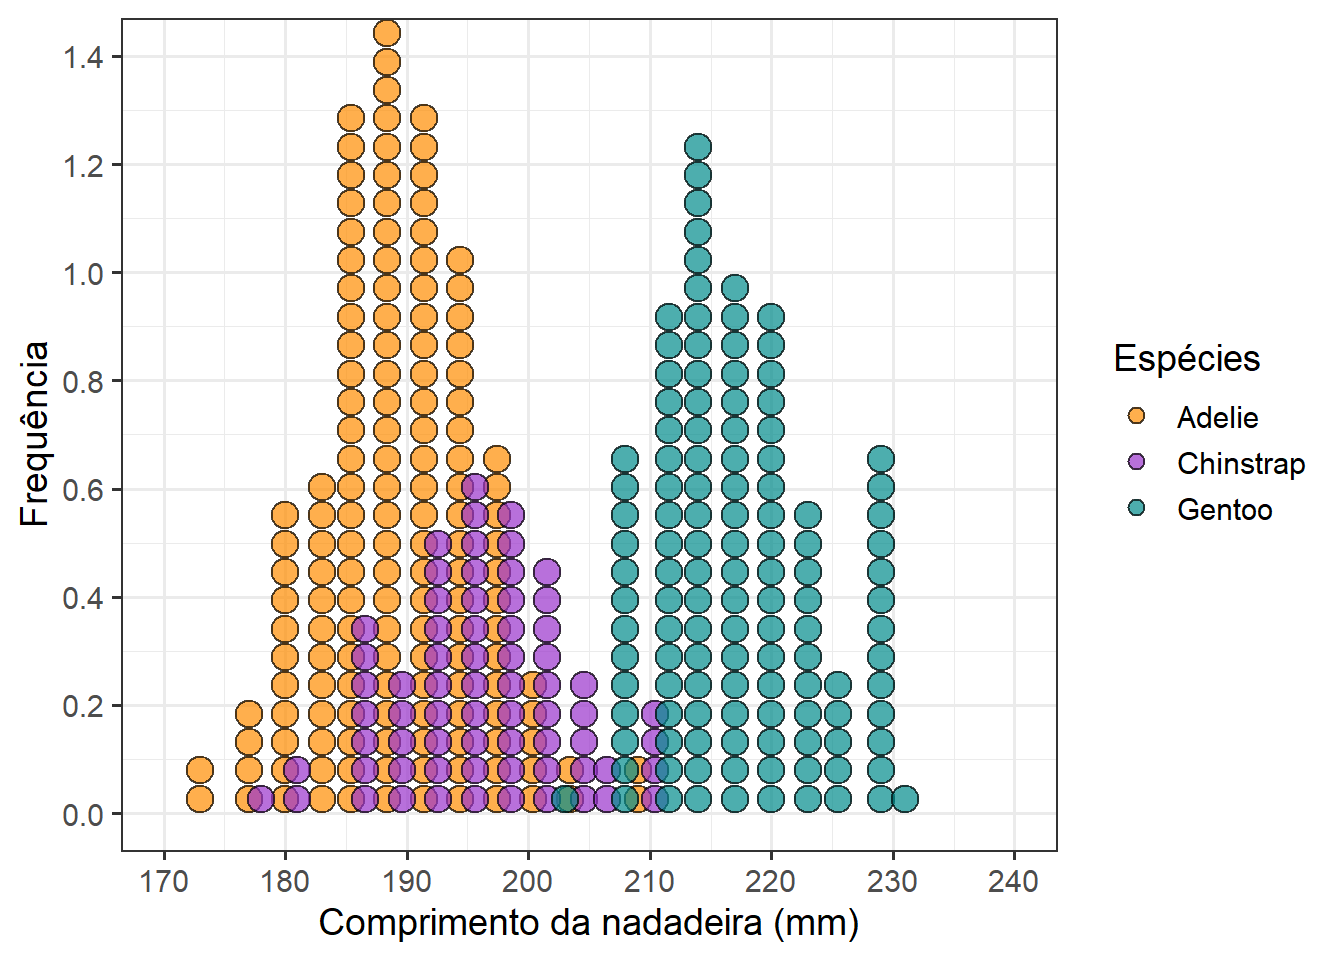 1.4
1.2
1.0
0.8
0.6
0.4
0.2
0.0
Frequência
170 180 190 200 210 220 230 240
Comprimento da nadadeira (mm)
Espécies
Adelie
Chinstrap
Gentoo